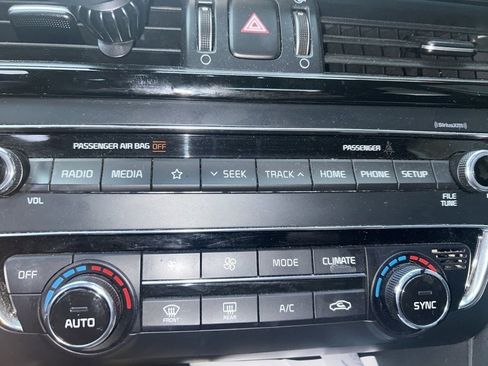 ((SiriusXM))
PASSENGER AIR BAG OFF
PASSENGER
RADIO MEDIA SEEK TRACK HOME PHONE SETUP
VOL
FILE
TUNE
OFF MODE CLIMATE
AUTO
FRONT
REAR
A/C
SYNC